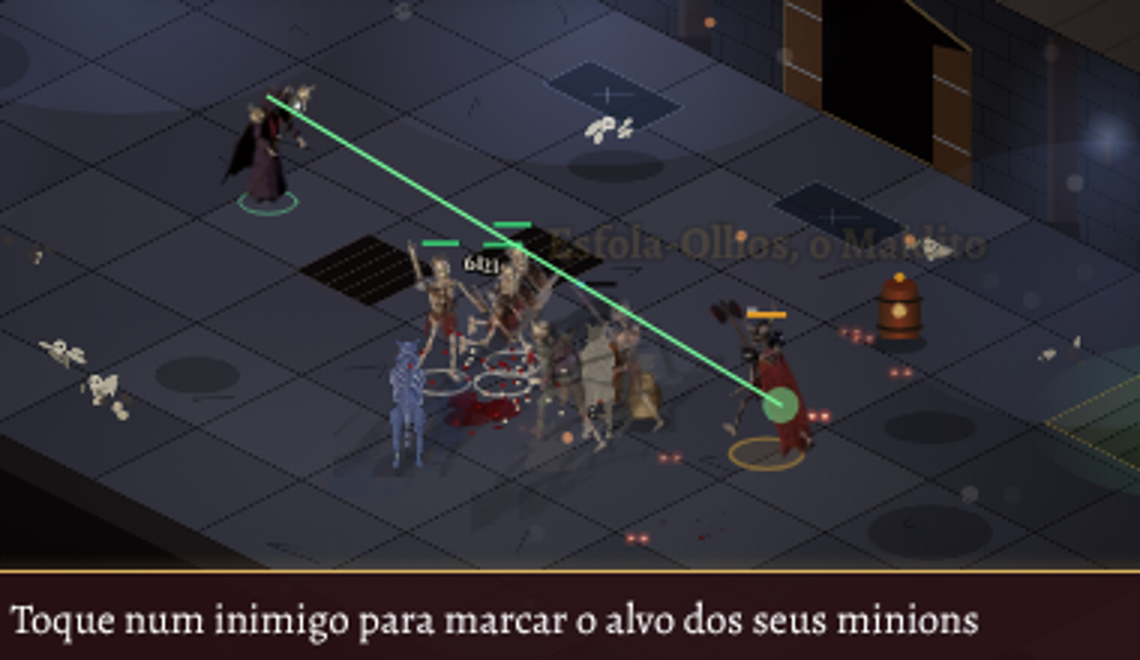 Esfola-Olhos, o Maldito
Toque num inimigo para marcar o alvo dos seus minions